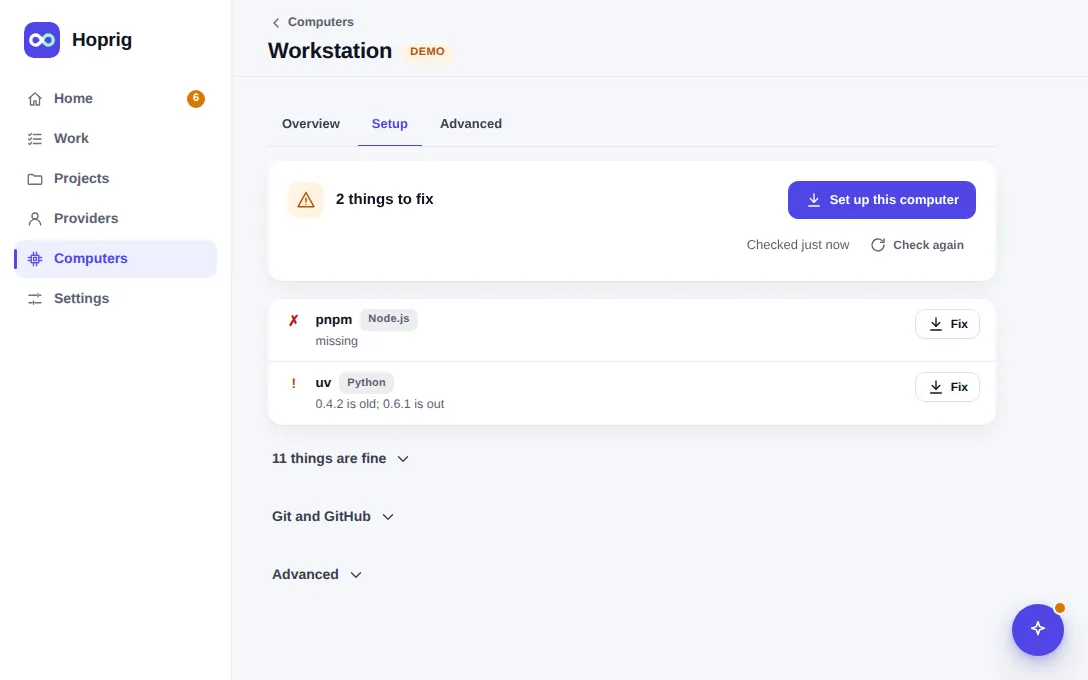 Hoprig
Home
6
Work
Projects
Providers
Computers
Settings
Computers
Workstation DEMO
Overview Setup Advanced
2 things to fix
Set up this computer
Checked just now Check again
✗ pnpm Node.js
missing
Fix
! uv Python
0.4.2 is old; 0.6.1 is out
Fix
11 things are fine
Git and GitHub
Advanced